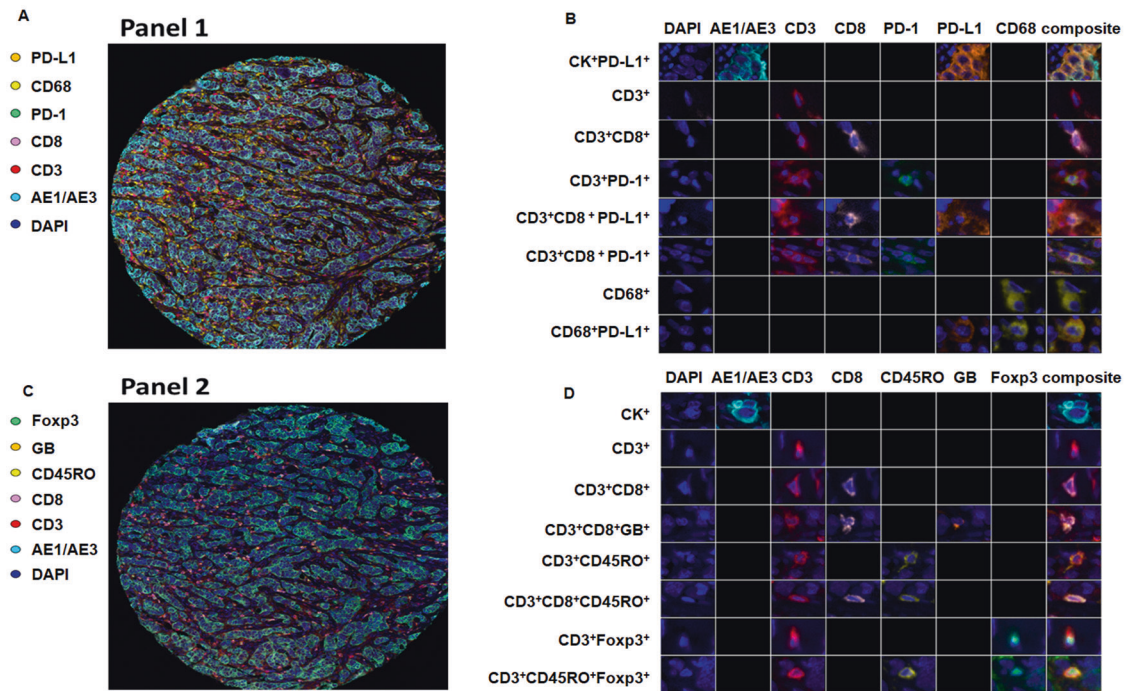 A
Panel 1
PD-L1
CD68
PD-1
CD8
CD3
AE1/AE3
DAPI
B
DAPI AE1/AE3 CD3 CD8 PD-1 PD-L1 CD68 composite
CK⁺PD-L1⁺
CD3⁺
CD3⁺CD8⁺
CD3⁺PD-1⁺
CD3⁺CD8⁺PD-L1⁺
CD3⁺CD8⁺PD-1⁺
CD68⁺
CD68⁺PD-L1⁺
C
Panel 2
Foxp3
GB
CD45RO
CD8
CD3
AE1/AE3
DAPI
D
DAPI AE1/AE3 CD3 CD8 CD45RO GB Foxp3 composite
CK⁺
CD3⁺
CD3⁺CD8⁺
CD3⁺CD8⁺GB⁺
CD3⁺CD45RO⁺
CD3⁺CD8⁺CD45RO⁺
CD3⁺Foxp3⁺
CD3⁺CD45RO⁺Foxp3⁺